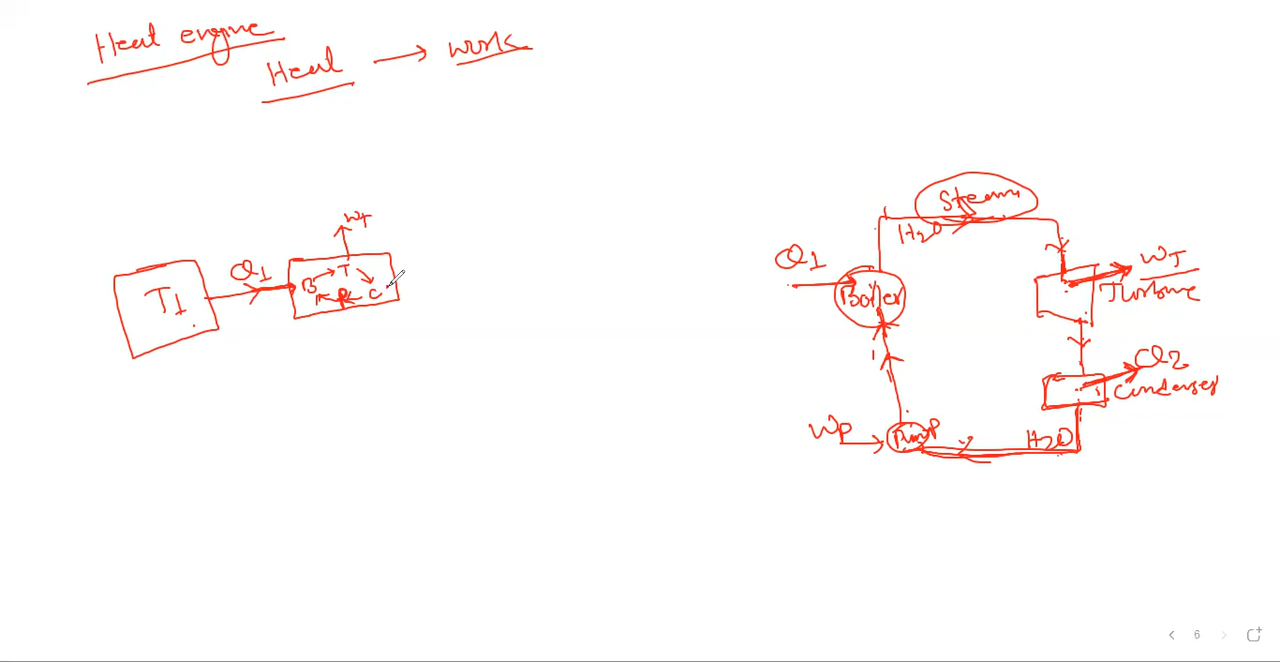 Heat engine
Heat → work
WT
Q1
T1
B T
P C
Steam
H2O
Q1
Boiler
WT
Turbine
Q2
Condenser
WP
Pump
H2O
6